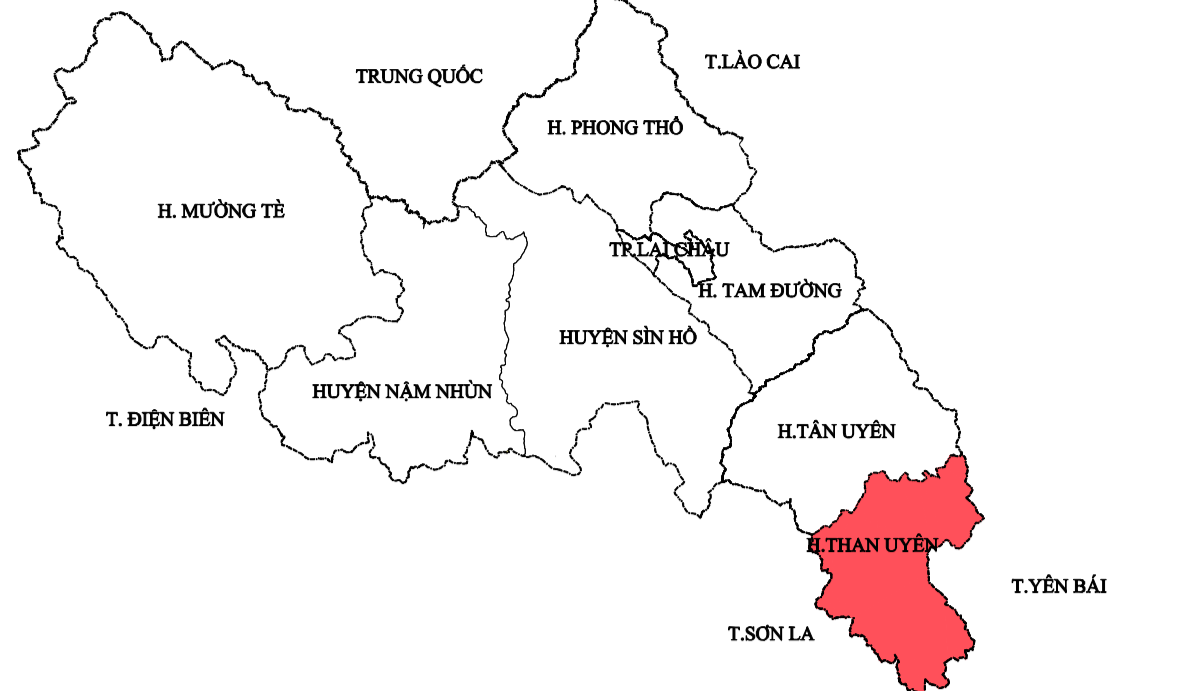 T.LÀO CAI
TRUNG QUỐC
H. PHONG THỔ
H. MƯỜNG TÈ
TP.LAI CHÂU
H. TAM ĐƯỜNG
HUYỆN SÌN HỒ
HUYỆN NẬM NHÙN
T. ĐIỆN BIÊN
H.TÂN UYÊN
H.THAN UYÊN
T.YÊN BÁI
T.SƠN LA